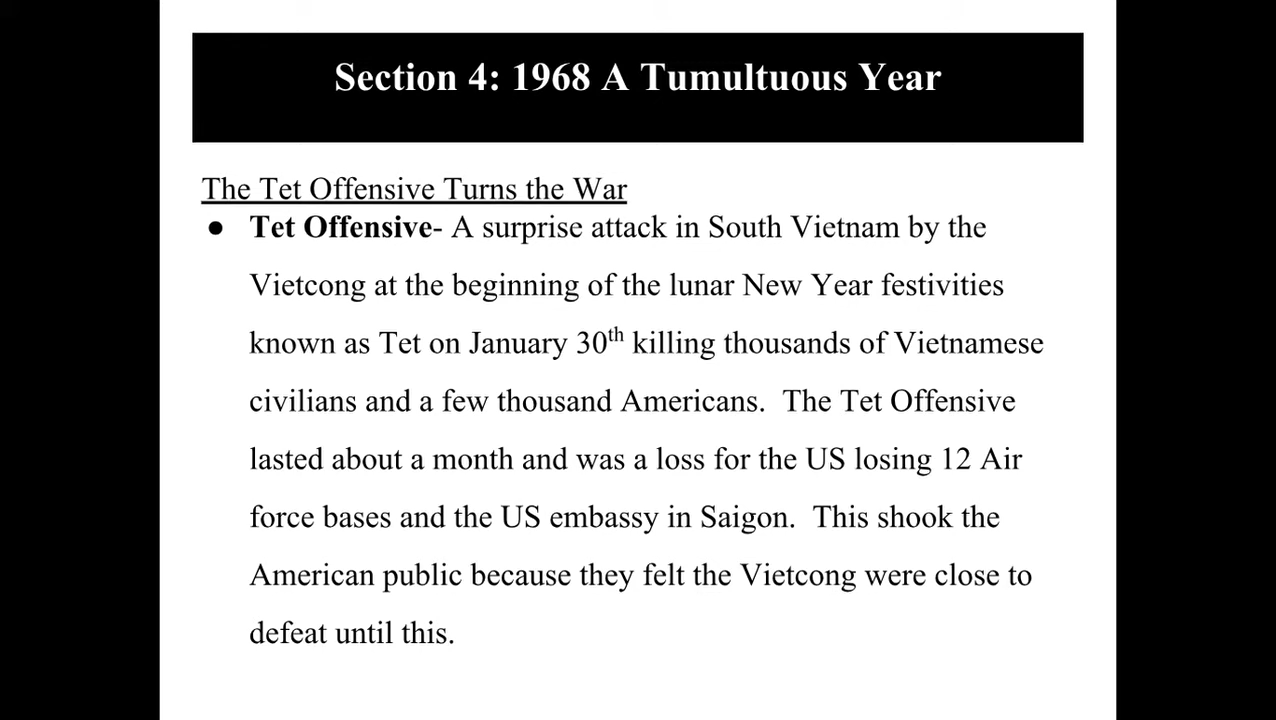 Section 4: 1968 A Tumultuous Year
The Tet Offensive Turns the War
● Tet Offensive- A surprise attack in South Vietnam by the
Vietcong at the beginning of the lunar New Year festivities
known as Tet on January 30th killing thousands of Vietnamese
civilians and a few thousand Americans.  The Tet Offensive
lasted about a month and was a loss for the US losing 12 Air
force bases and the US embassy in Saigon.  This shook the
American public because they felt the Vietcong were close to
defeat until this.